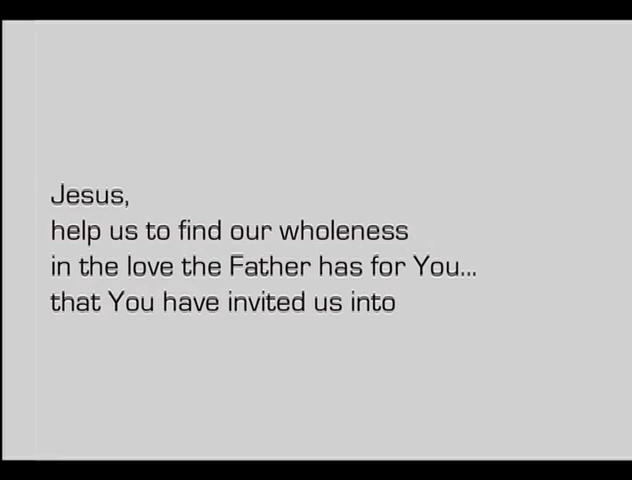 Jesus,
help us to find our wholeness
in the love the Father has for You...
that You have invited us into